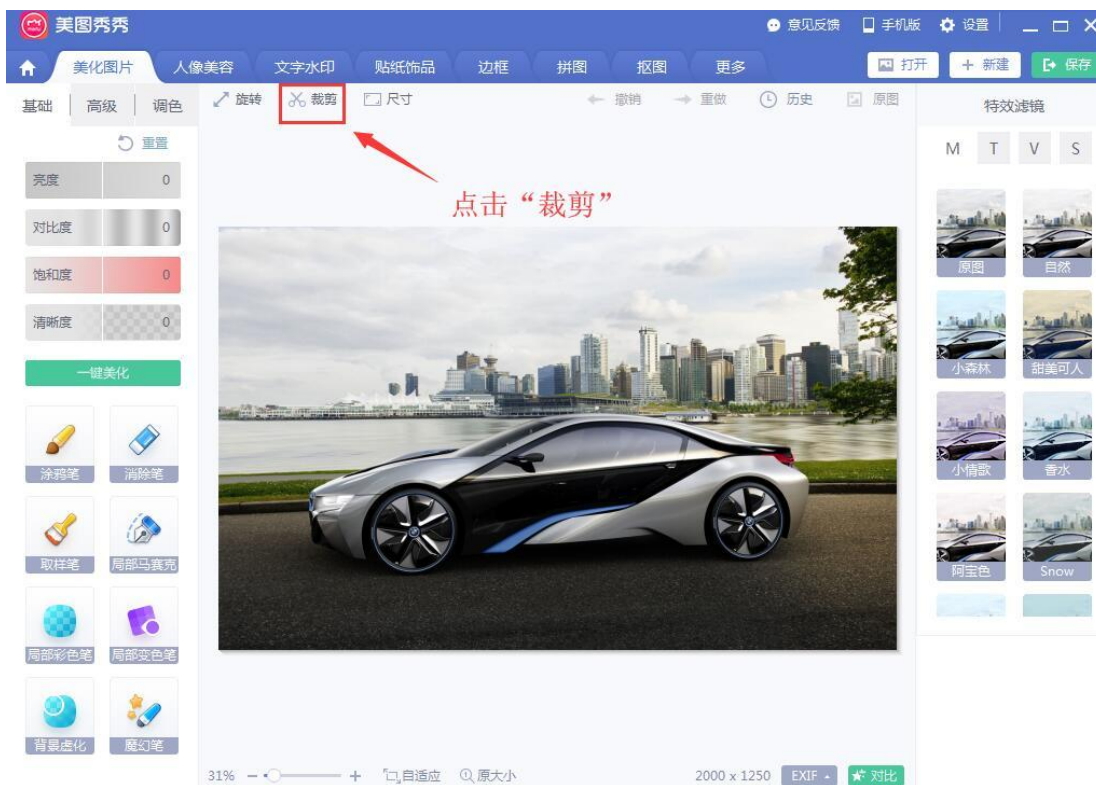 美图秀秀
意见反馈 手机版 设置
美化图片 人像美容 文字水印 贴纸饰品 边框 拼图 抠图 更多 打开 + 新建 保存
基础 高级 调色 旋转 裁剪 尺寸 撤销 重做 历史 原图 特效滤镜
重置
M T V S
亮度 0
点击“裁剪”
对比度 0
饱和度 0
原图 自然
清晰度 0
一键美化
小森林 甜美可人
涂鸦笔 消除笔
小情歌 香水
取样笔 局部马赛克
阿宝色 Snow
局部彩色笔 局部变色笔
背景虚化 魔幻笔
31% 自适应 原大小 2000 x 1250 EXIF 对比